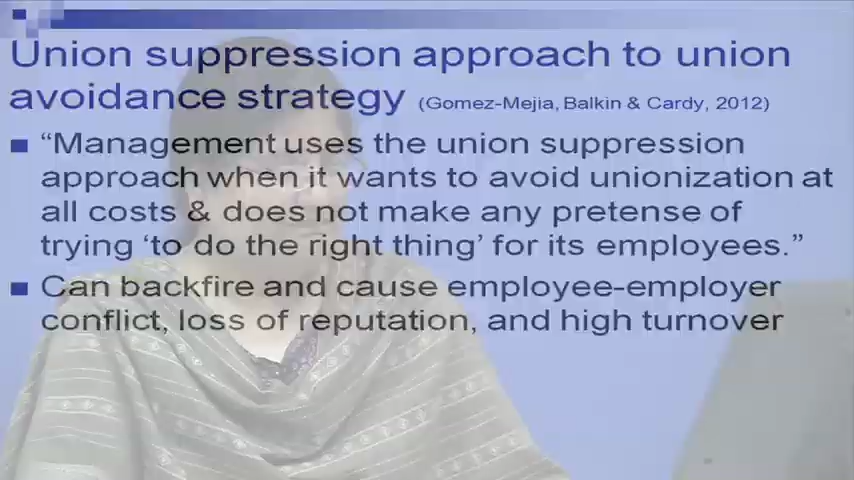 Union suppression approach to union
avoidance strategy (Gomez-Mejia, Balkin & Cardy, 2012)
“Management uses the union suppression
approach when it wants to avoid unionization at
all costs & does not make any pretense of
trying ‘to do the right thing’ for its employees.”
Can backfire and cause employee-employer
conflict, loss of reputation, and high turnover